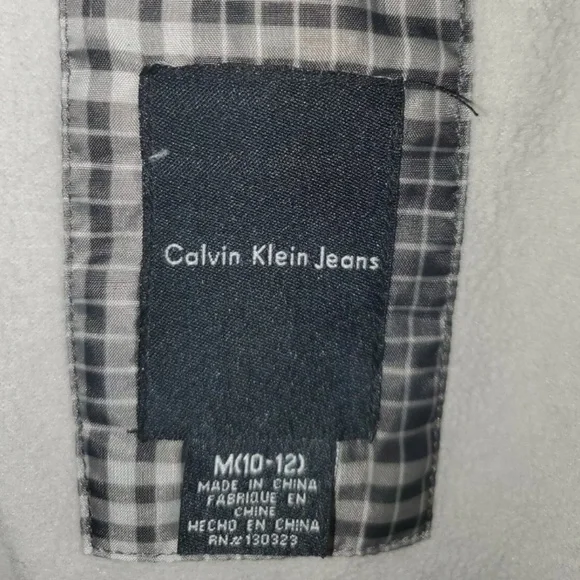 Calvin Klein Jeans
M(10-12)
MADE IN CHINA
FABRIQUE EN
CHINE
HECHO EN CHINA
RN# 130323